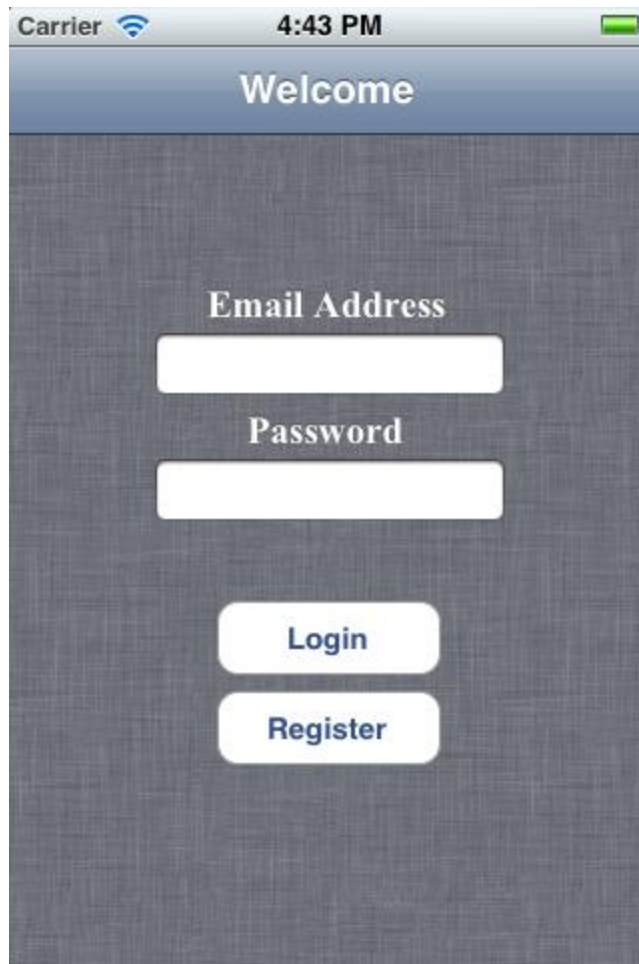 Carrier 4:43 PM
Welcome
Email Address
Password
Login
Register